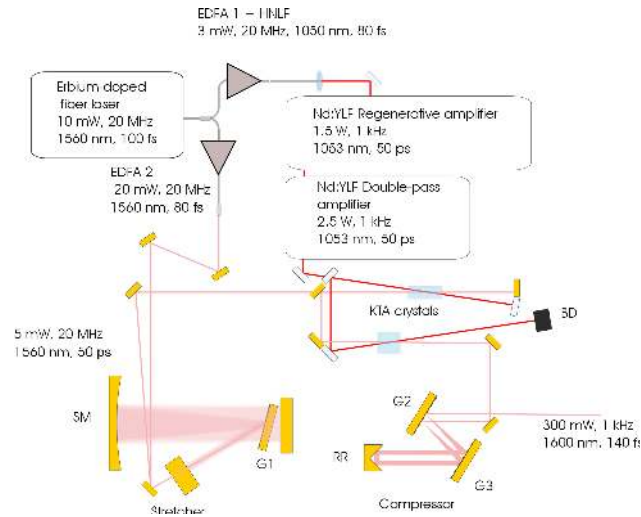 EDFA 1 - HNLF
3 mW, 20 MHz, 1050 nm, 80 fs
Erbium doped
fiber laser
10 mW, 20 MHz
1560 nm, 100 fs
Nd:YLF Regenerative amplifier
1.5 W, 1 kHz
1053 nm, 50 ps
EDFA 2
20 mW, 20 MHz
1560 nm, 80 fs
Nd:YLF Double-pass
amplifier
2.5 W, 1 kHz
1053 nm, 50 ps
KTA crystals
BD
5 mW, 20 MHz
1560 nm, 50 ps
SM
G1
G2
300 mW, 1 kHz
1600 nm, 140 fs
RR
G3
Compressor
Stretcher